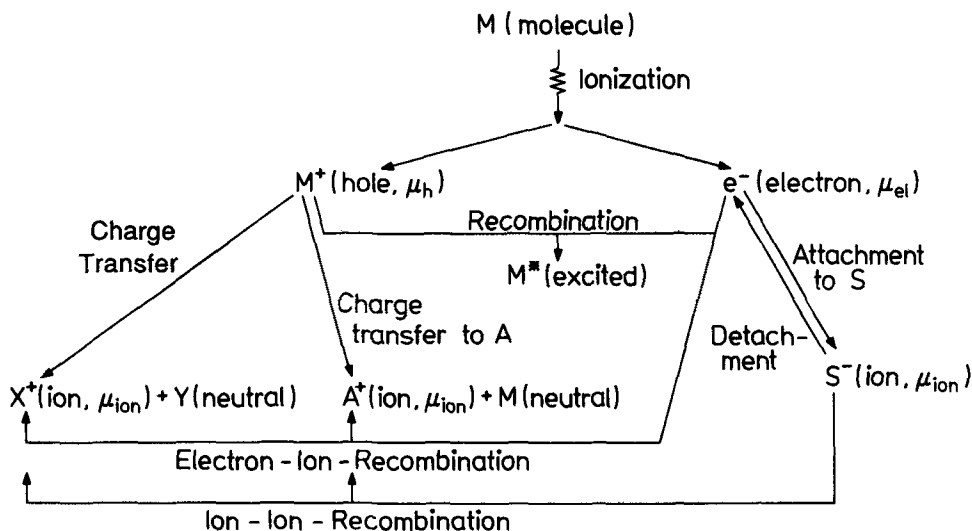 M (molecule)
Ionization
M⁺(hole, μh)
e⁻(electron, μel)
Recombination
Charge
Transfer
M*(excited)
Attachment
to S
Charge
transfer to A
Detach-
ment
X⁺(ion, μion) + Y(neutral)
A⁺(ion, μion) + M(neutral)
S⁻(ion, μion)
Electron - Ion - Recombination
Ion - Ion - Recombination